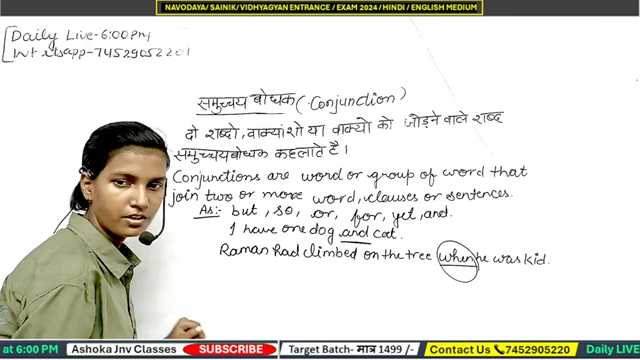 NAVODAYA/ SAINIK/ VIDHYAGYAN ENTRANCE / EXAM 2024 / HINDI / ENGLISH MEDIUM
Daily Live-6:00PM
समुच्चय बोधक (Conjunction)
दो शब्दो, वाक्यांशो या वाक्यो को जोड़ने वाले शब्द
समुच्चयबोधक कहलाते है।
Conjunctions are word or group of word that
join two or more word, clauses or sentences.
As:- but, so, or, for, yet, and.
I have one dog and cat.
Raman had climbed on the tree when he was kid.
at 6:00 PM Ashoka Jnv Classes SUBSCRIBE Target Batch- मात्र 1499 /- Contact Us 7452905220 Daily LIVE